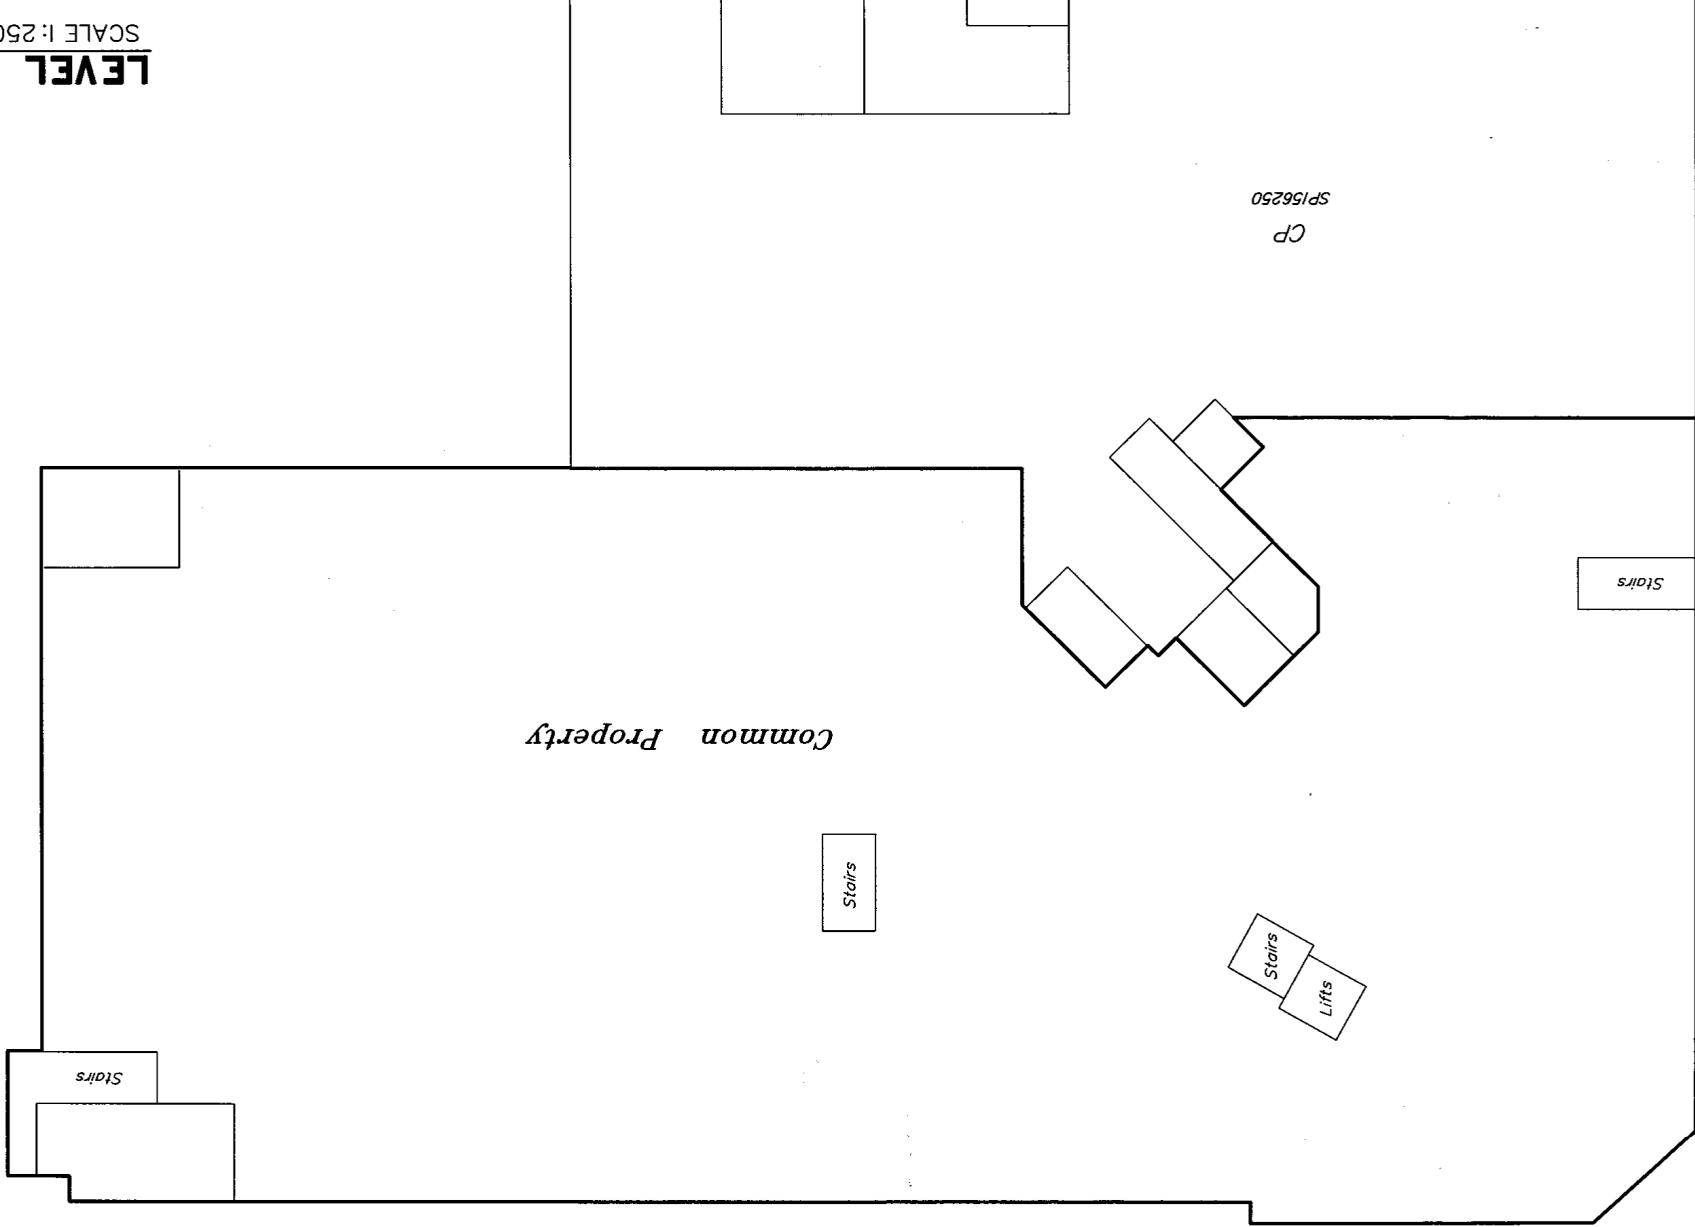 Stairs
Lifts
Stairs
Stairs
Common Property
Stairs
CP
SP156250
LEVEL
SCALE 1:250